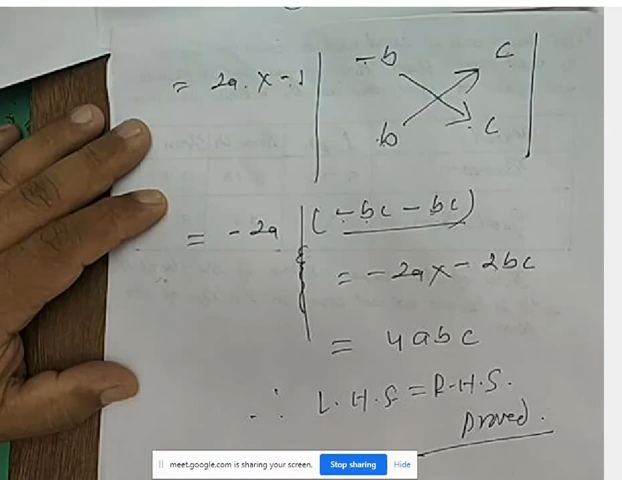 = 2a. x - 1 | -b c
b c |
= -2a | (-bc - bc)
= -2a x - 2bc
= 4abc
∴ L.H.S = R.H.S.
Proved.
meet.google.com is sharing your screen. Stop sharing Hide